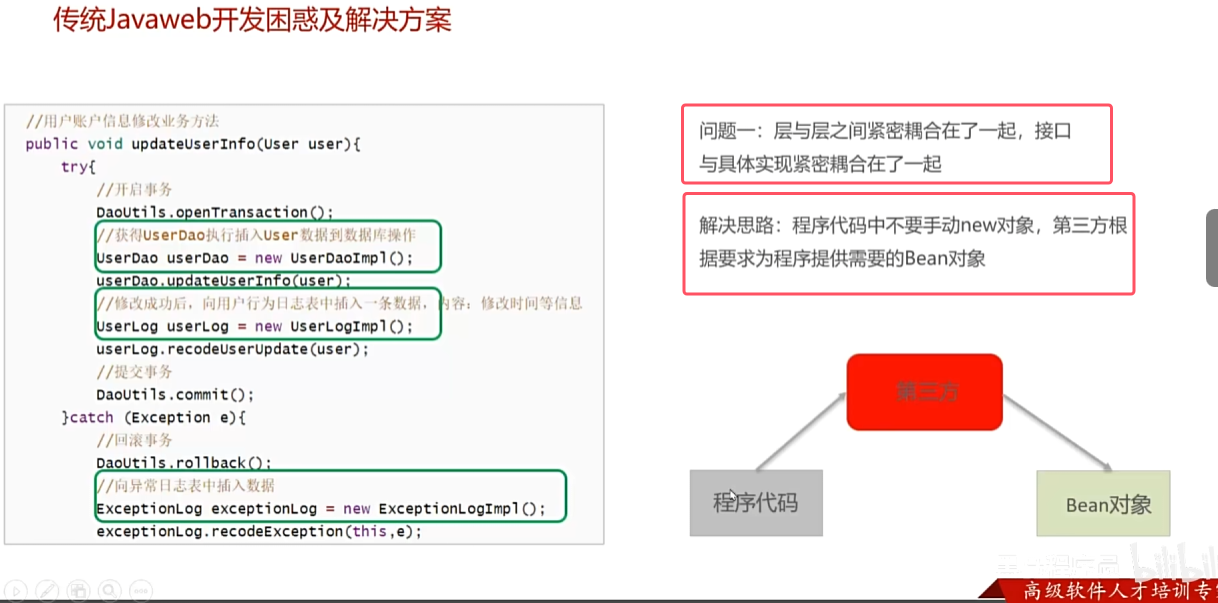 传统Javaweb开发困惑及解决方案
//用户账户信息修改业务方法
public void updateUserInfo(User user){
try{
//开启事务
DaoUtils.openTransaction();
//获得UserDao执行插入User数据到数据库操作
UserDao userDao = new UserDaoImpl();
userDao.updateUserInfo(user);
//修改成功后，向用户行为日志表中插入一条数据，内容：修改时间等信息
UserLog userLog = new UserLogImpl();
userLog.recodeUserUpdate(user);
//提交事务
DaoUtils.commit();
}catch (Exception e){
//回滚事务
DaoUtils.rollback();
//向异常日志表中插入数据
ExceptionLog exceptionLog = new ExceptionLogImpl();
exceptionLog.recodeException(this,e);
问题一：层与层之间紧密耦合在了一起，接口
与具体实现紧密耦合在了一起
解决思路：程序代码中不要手动new对象，第三方根
据要求为程序提供需要的Bean对象
第三方
程序代码
Bean对象
bilibili
高级软件人才培训专